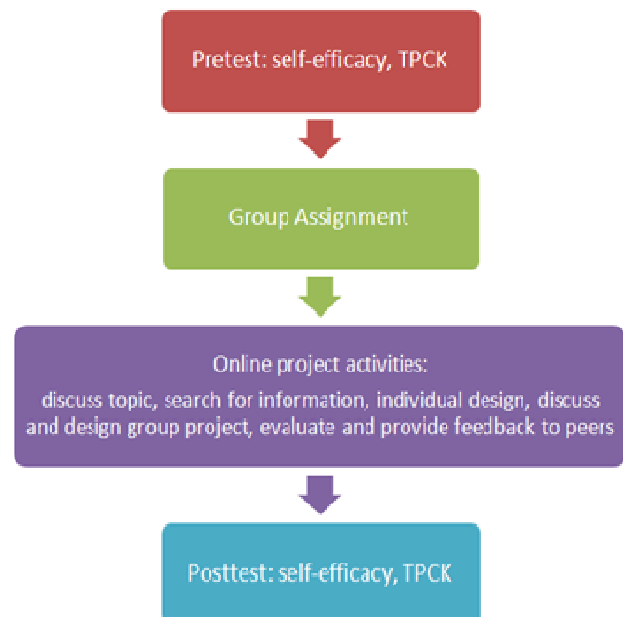 Pretest: self-efficacy, TPCK
Group Assignment
Online project activities:
discuss topic, search for information, individual design, discuss
and design group project, evaluate and provide feedback to peers
Posttest: self-efficacy, TPCK